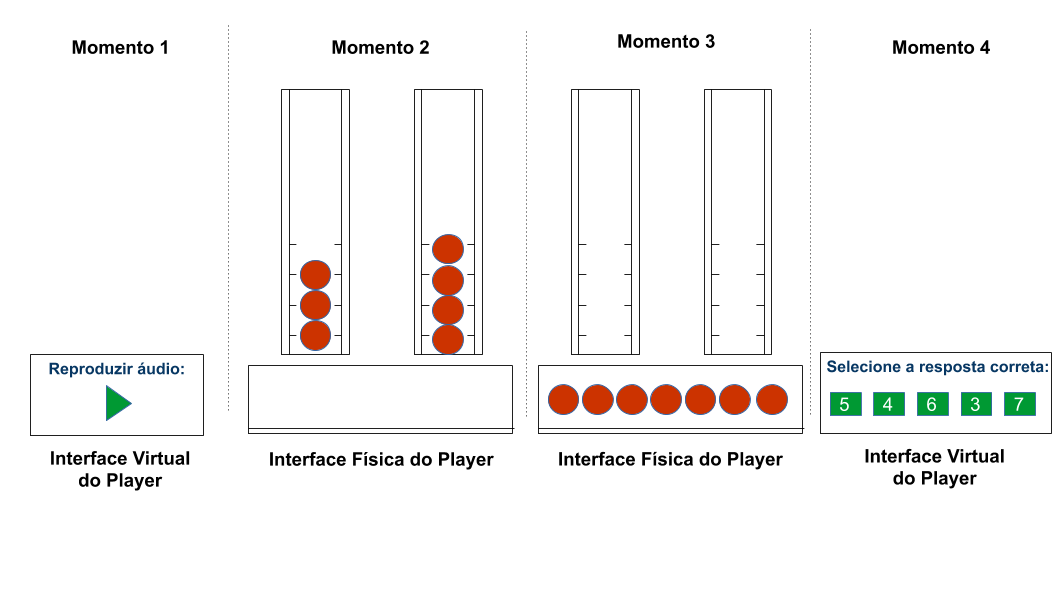 Momento 1
Reproduzir áudio:
Interface Virtual
do Player
Momento 2
Interface Física do Player
Momento 3
Interface Física do Player
Momento 4
Selecione a resposta correta:
5 4 6 3 7
Interface Virtual
do Player